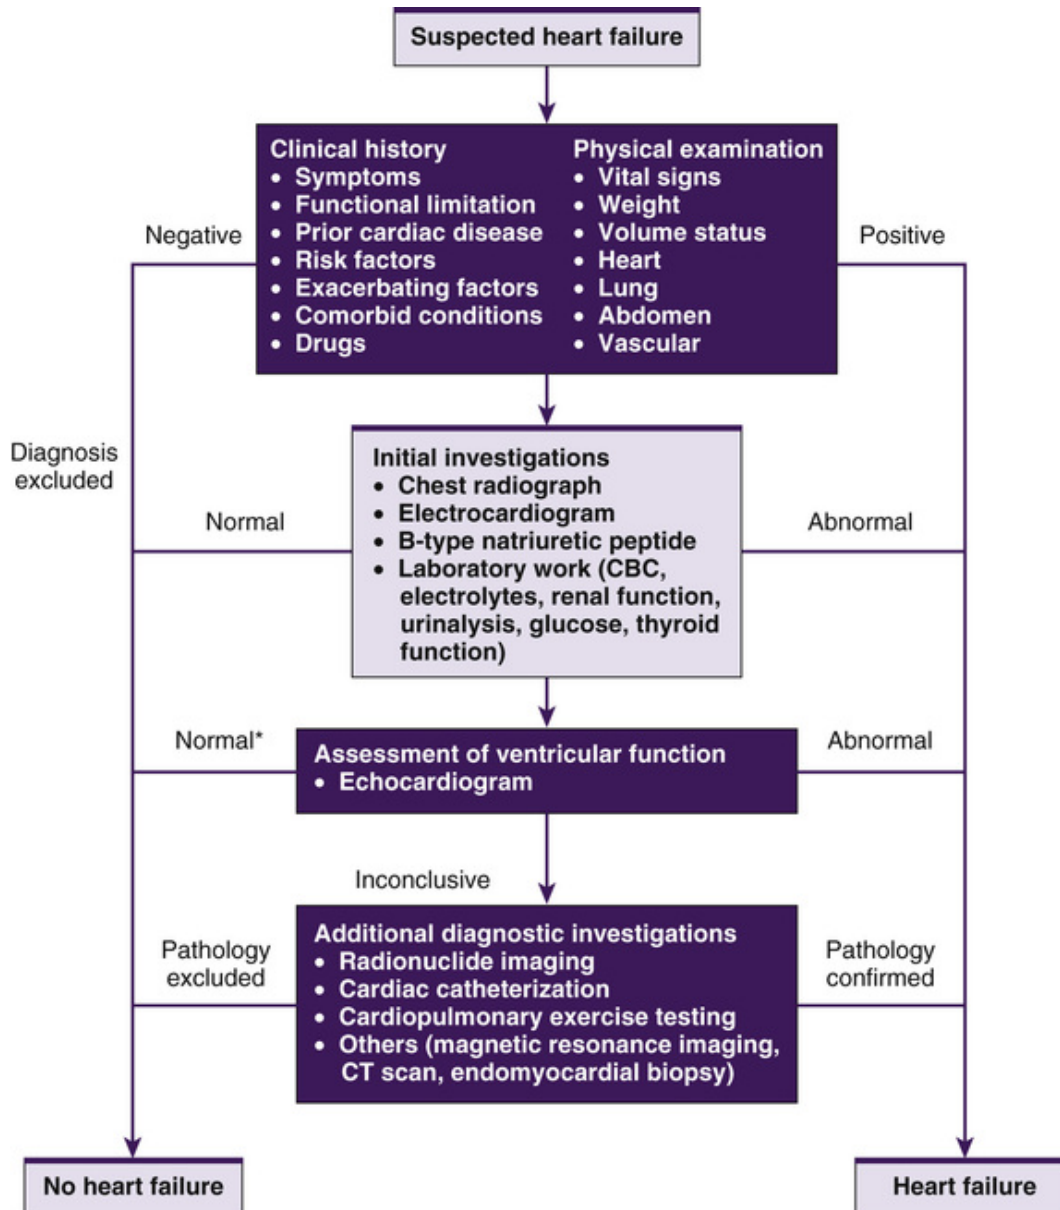 Suspected heart failure
Clinical history
• Symptoms
• Functional limitation
• Prior cardiac disease
• Risk factors
• Exacerbating factors
• Comorbid conditions
• Drugs
Physical examination
• Vital signs
• Weight
• Volume status
• Heart
• Lung
• Abdomen
• Vascular
Negative
Positive
Diagnosis
excluded
Initial investigations
• Chest radiograph
• Electrocardiogram
• B-type natriuretic peptide
• Laboratory work (CBC,
electrolytes, renal function,
urinalysis, glucose, thyroid
function)
Normal
Abnormal
Normal*
Assessment of ventricular function
• Echocardiogram
Abnormal
Inconclusive
Pathology
excluded
Additional diagnostic investigations
• Radionuclide imaging
• Cardiac catheterization
• Cardiopulmonary exercise testing
• Others (magnetic resonance imaging,
CT scan, endomyocardial biopsy)
Pathology
confirmed
No heart failure
Heart failure